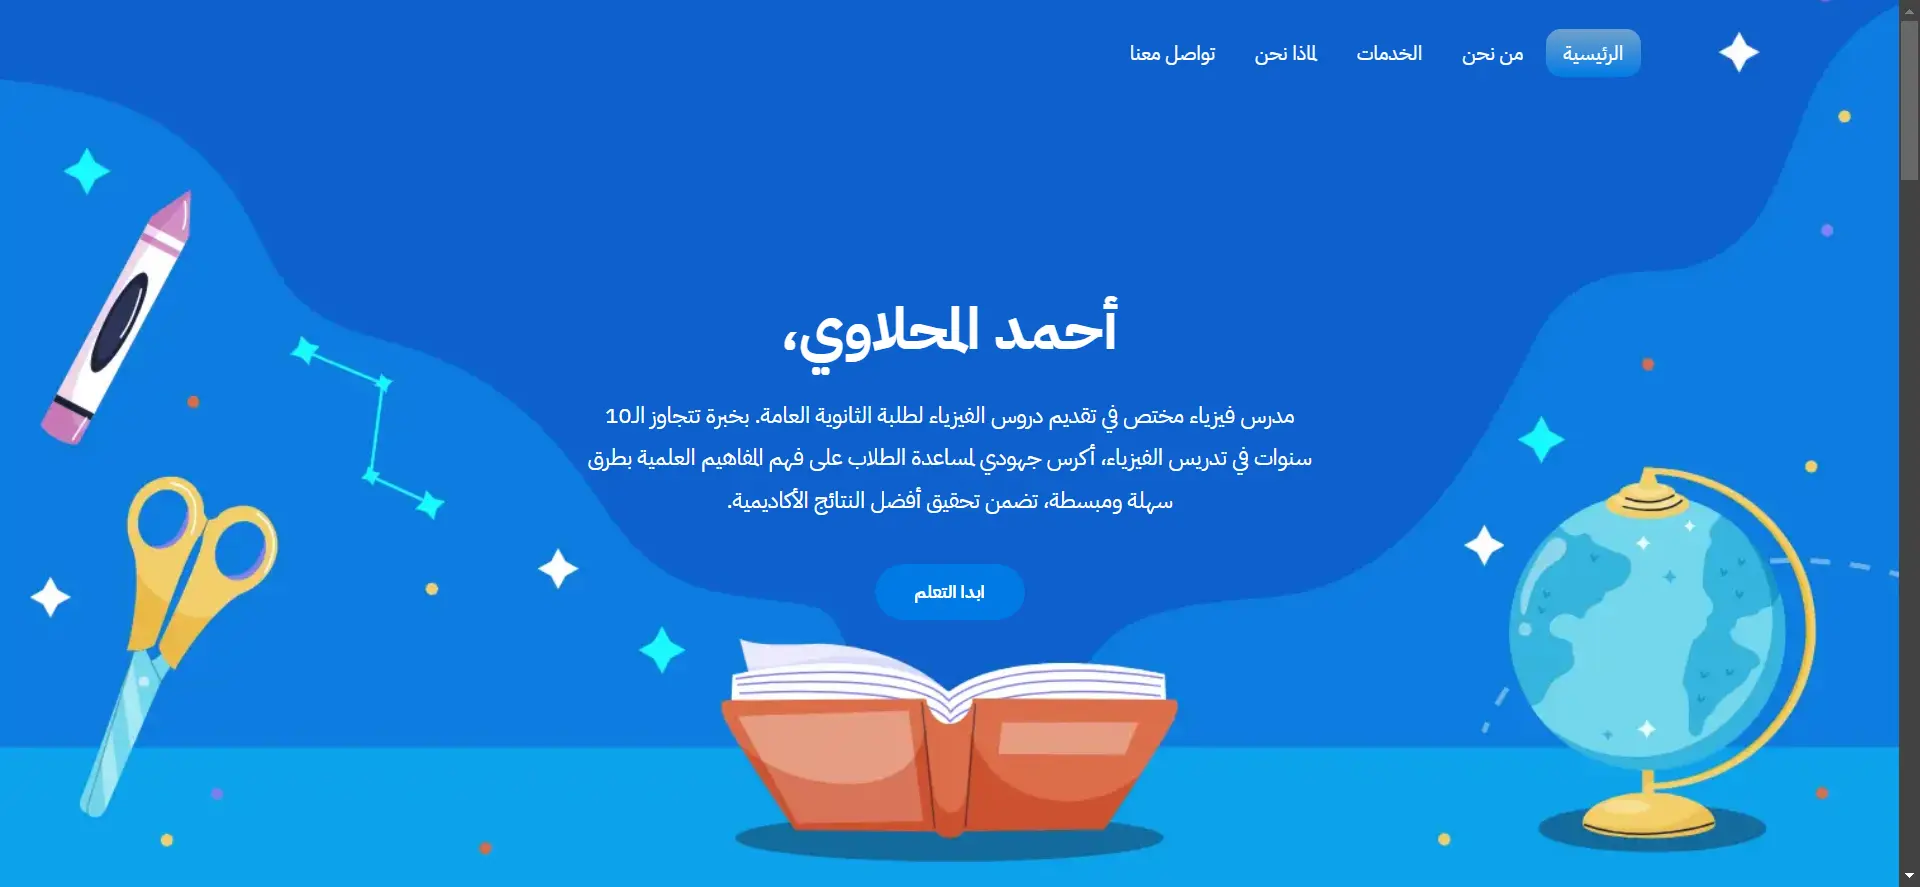 الرئيسية
من نحن
الخدمات
لماذا نحن
تواصل معنا
أحمد المحلاوي،
مدرس فيزياء مختص في تقديم دروس الفيزياء لطلبة الثانوية العامة. بخبرة تتجاوز الـ10
سنوات في تدريس الفيزياء، أكرس جهودي لمساعدة الطلاب على فهم المفاهيم العلمية بطرق
سهلة ومبسطة، تضمن تحقيق أفضل النتائج الأكاديمية.
ابدا التعلم